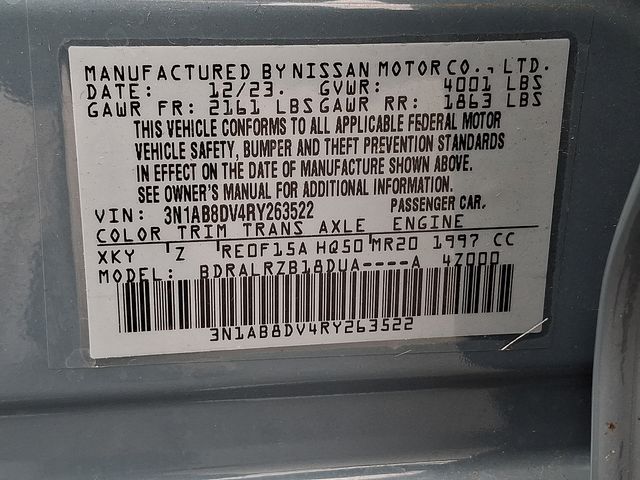 MANUFACTURED BY NISSAN MOTOR CO., LTD.
DATE: 12/23. GVWR: 4001 LBS
GAWR FR: 2161 LBS GAWR RR: 1863 LBS
THIS VEHICLE CONFORMS TO ALL APPLICABLE FEDERAL MOTOR
VEHICLE SAFETY, BUMPER AND THEFT PREVENTION STANDARDS
IN EFFECT ON THE DATE OF MANUFACTURE SHOWN ABOVE.
SEE OWNER'S MANUAL FOR ADDITIONAL INFORMATION.
VIN: 3N1AB8DV4RY263522 PASSENGER CAR.
COLOR TRIM TRANS AXLE ENGINE
XKY Z RE0F15A HQ50 MR20 1997 CC
MODEL: BDRALRZB18DUA----A 4Z000
3N1AB8DV4RY263522